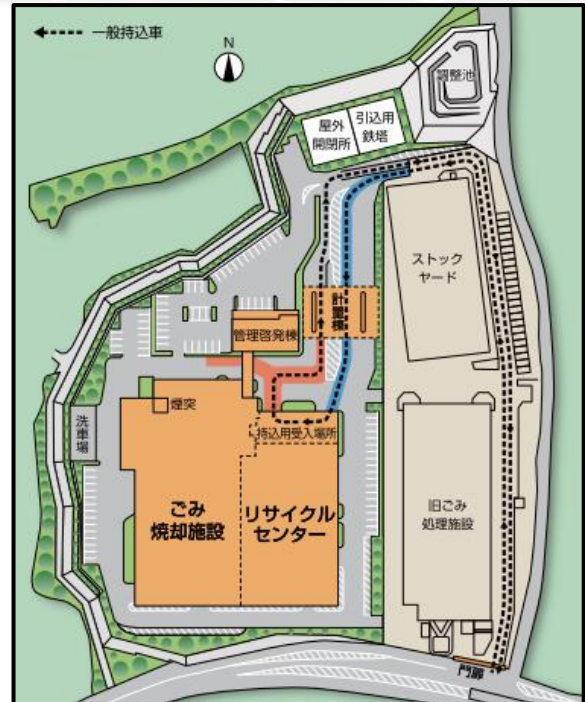 一般持込車
N
調整池
屋外
開閉所
引込用
鉄塔
ストック
ヤード
計量棟
管理啓発棟
煙突
持込用受入場所
洗車場
ごみ
焼却施設
リサイクル
センター
旧ごみ
処理施設
門扉